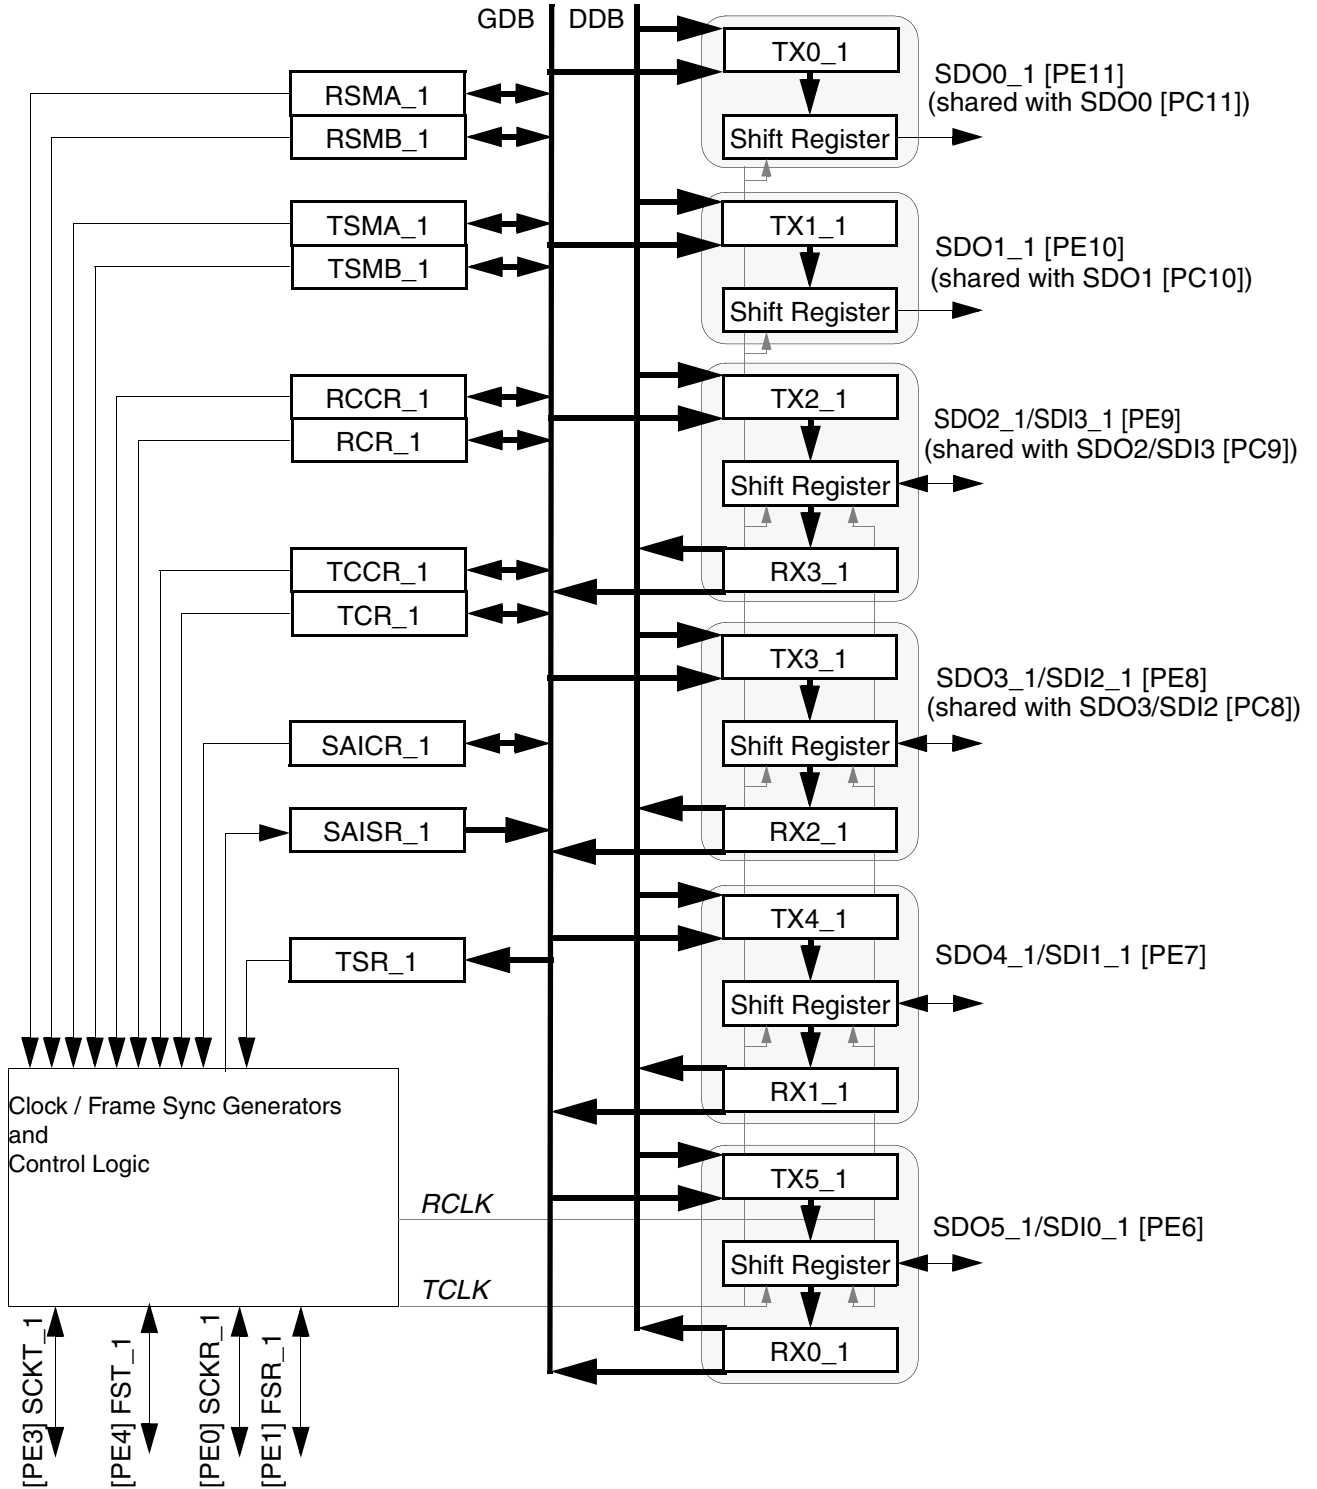 GDB
DDB
RSMA_1
RSMB_1
TSMA_1
TSMB_1
RCCR_1
RCR_1
TCCR_1
TCR_1
SAICR_1
SAISR_1
TSR_1
TX0_1
Shift Register
SDO0_1 [PE11]
(shared with SDO0 [PC11])
TX1_1
Shift Register
SDO1_1 [PE10]
(shared with SDO1 [PC10])
TX2_1
Shift Register
RX3_1
SDO2_1/SDI3_1 [PE9]
(shared with SDO2/SDI3 [PC9])
TX3_1
Shift Register
RX2_1
SDO3_1/SDI2_1 [PE8]
(shared with SDO3/SDI2 [PC8])
TX4_1
Shift Register
RX1_1
SDO4_1/SDI1_1 [PE7]
TX5_1
Shift Register
RX0_1
SDO5_1/SDI0_1 [PE6]
Clock / Frame Sync Generators
and
Control Logic
RCLK
TCLK
[PE3] SCKT_1
[PE4] FST_1
[PE0] SCKR_1
[PE1] FSR_1